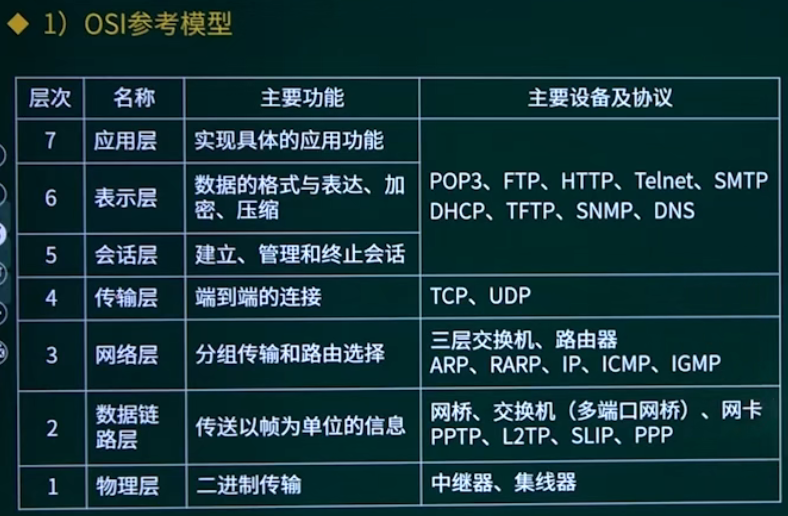 ◆ 1）OSI参考模型
层次 名称 主要功能 主要设备及协议
7 应用层 实现具体的应用功能
6 表示层 数据的格式与表达、加
密、压缩
POP3、FTP、HTTP、Telnet、SMTP
DHCP、TFTP、SNMP、DNS
5 会话层 建立、管理和终止会话
4 传输层 端到端的连接 TCP、UDP
3 网络层 分组传输和路由选择 三层交换机、路由器
ARP、RARP、IP、ICMP、IGMP
2 数据链
路层 传送以帧为单位的信息 网桥、交换机（多端口网桥）、网卡
PPTP、L2TP、SLIP、PPP
1 物理层 二进制传输 中继器、集线器